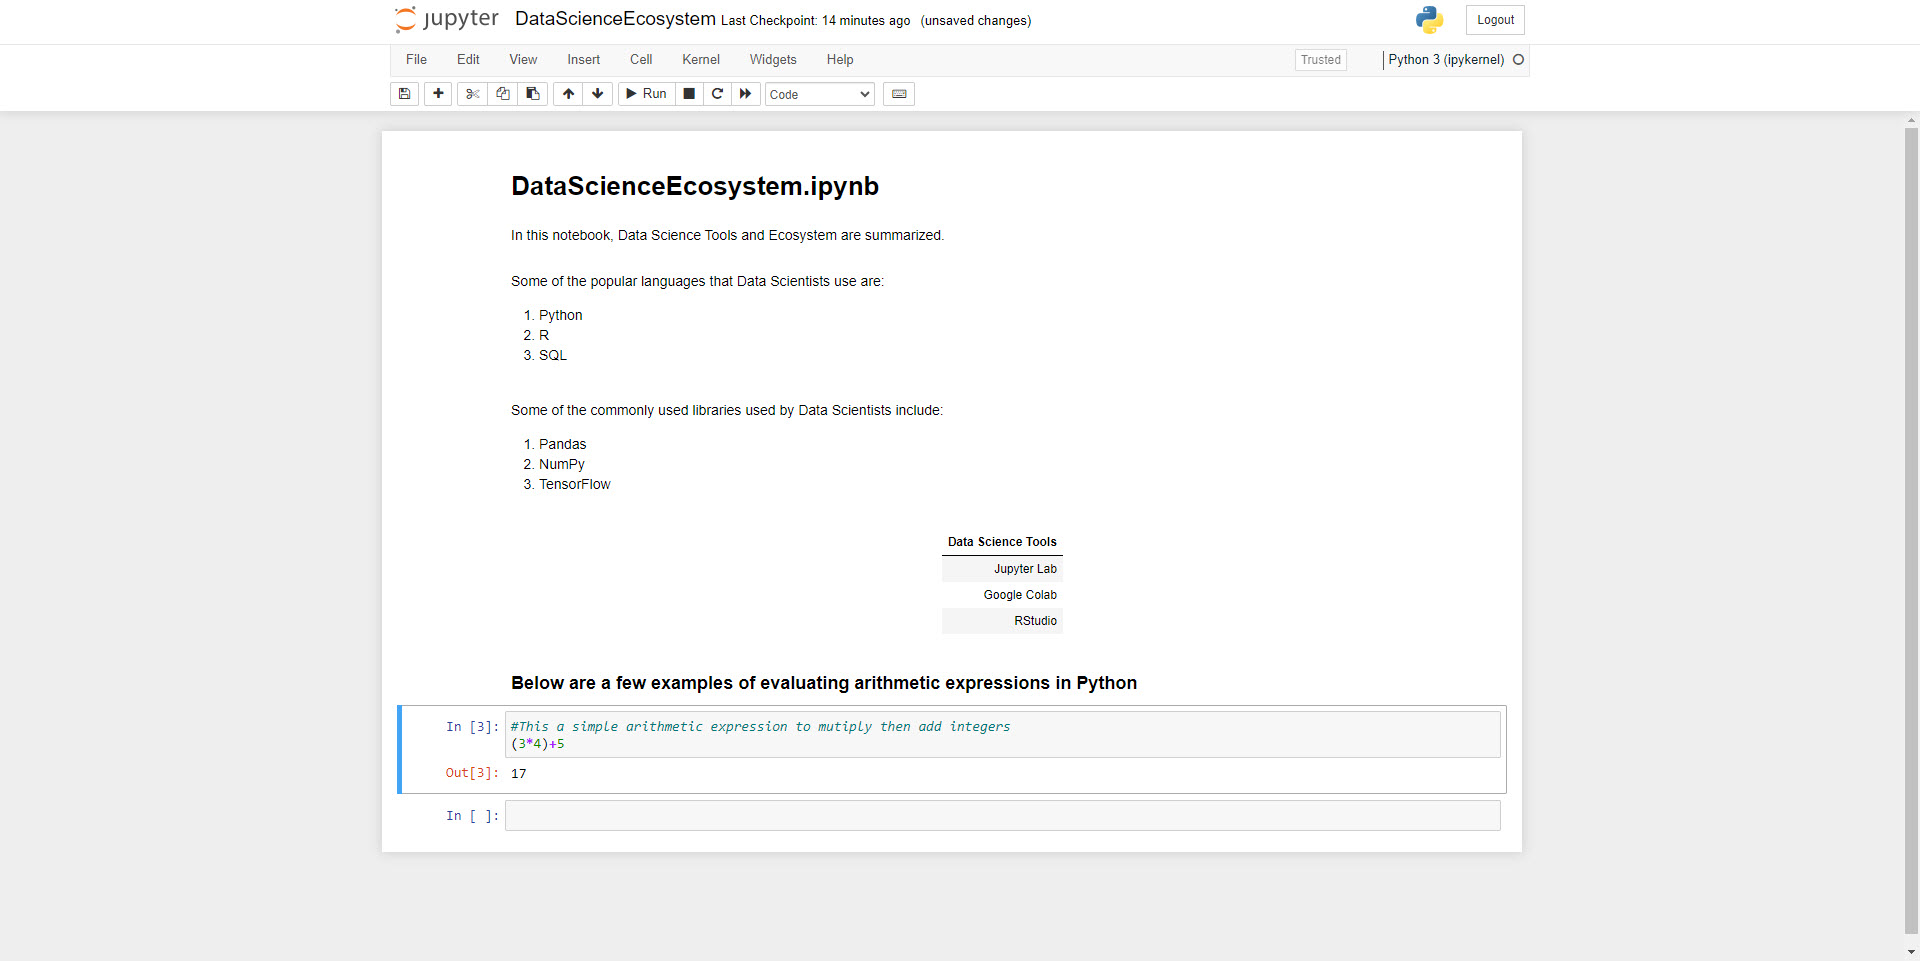 jupyter DataScienceEcosystem Last Checkpoint: 14 minutes ago (unsaved changes) Logout
File Edit View Insert Cell Kernel Widgets Help Trusted Python 3 (ipykernel)
Run Code
DataScienceEcosystem.ipynb
In this notebook, Data Science Tools and Ecosystem are summarized.
Some of the popular languages that Data Scientists use are:
1. Python
2. R
3. SQL
Some of the commonly used libraries used by Data Scientists include:
1. Pandas
2. NumPy
3. TensorFlow
Data Science Tools
Jupyter Lab
Google Colab
RStudio
Below are a few examples of evaluating arithmetic expressions in Python
In [3]: #This a simple arithmetic expression to mutiply then add integers
(3*4)+5
Out[3]: 17
In [ ]: